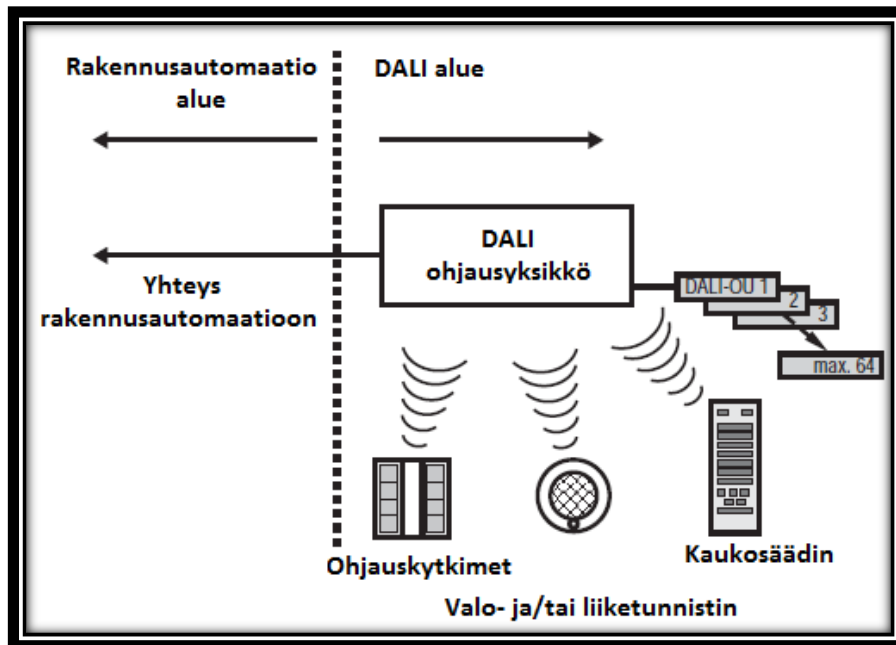 Rakennusautomaatio
alue
DALI alue
DALI
ohjausyksikkö
Yhteys
rakennusautomaatioon
DALI-OU 1
2
3
max. 64
Ohjauskytkimet
Kaukosäädin
Valo- ja/tai liiketunnistin